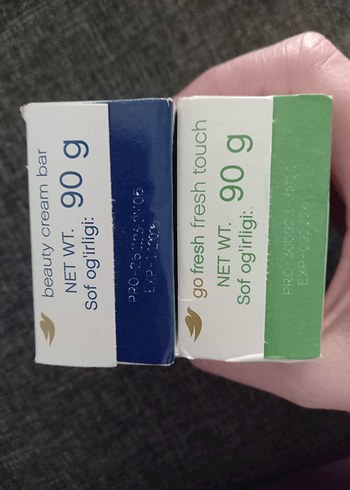 beauty cream bar
NET WT.
Sof og'irligi:
90 g
go fresh fresh touch
NET WT.
Sof og'irligi:
90 g